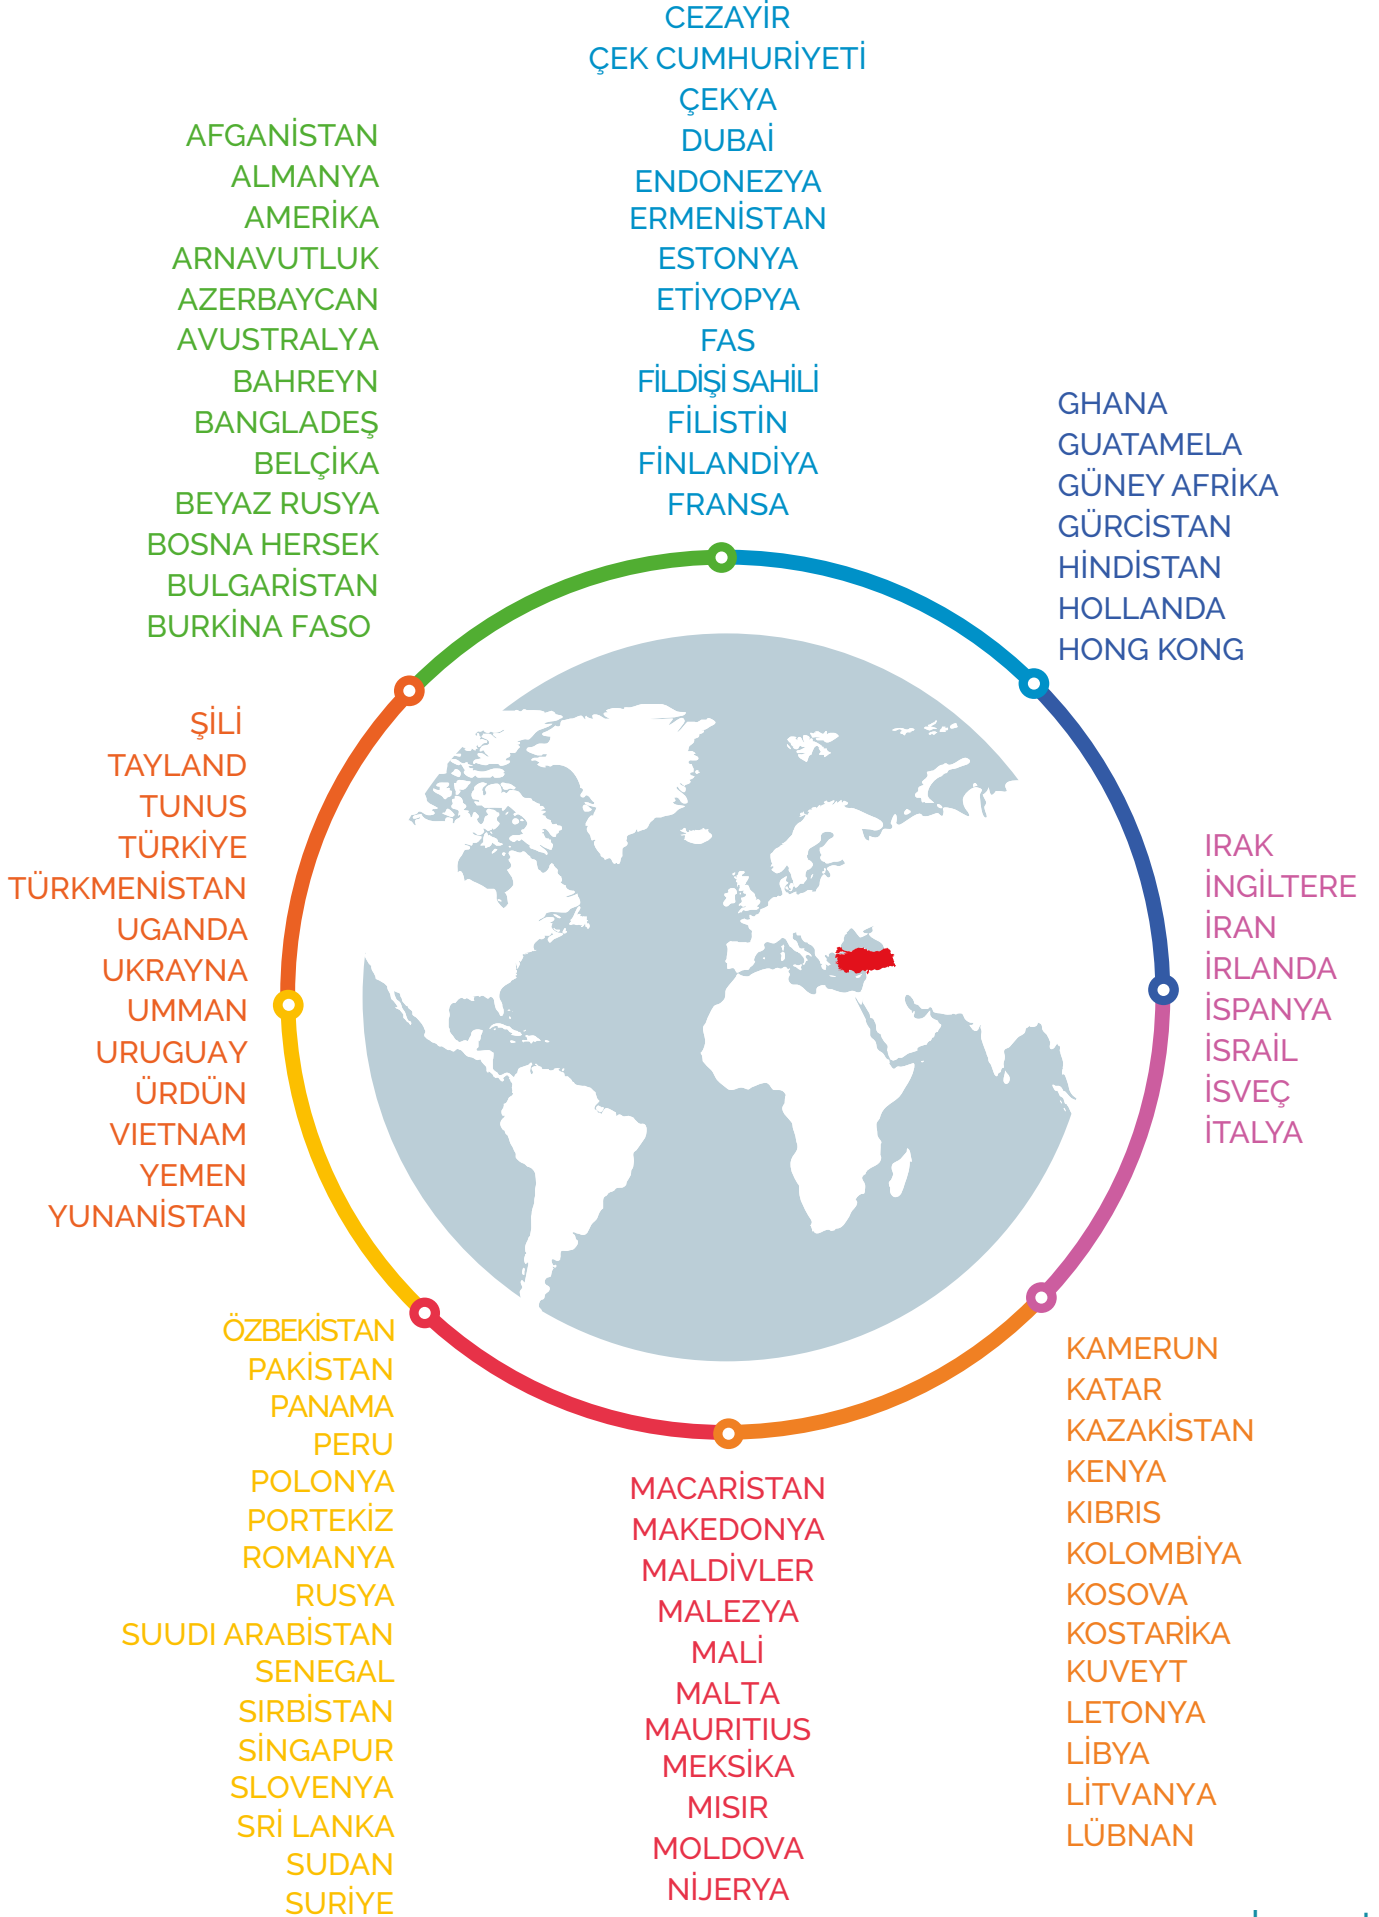 AFGANİSTAN
ALMANYA
AMERİKA
ARNAVUTLUK
AZERBAYCAN
AVUSTRALYA
BAHREYN
BANGLADEŞ
BELÇİKA
BEYAZ RUSYA
BOSNA HERSEK
BULGARİSTAN
BURKİNA FASO
CEZAYİR
ÇEK CUMHURİYETİ
ÇEKYA
DUBAİ
ENDONEZYA
ERMENİSTAN
ESTONYA
ETİYOPYA
FAS
FİLDİŞİ SAHİLİ
FİLİSTİN
FİNLANDİYA
FRANSA
GHANA
GUATAMELA
GÜNEY AFRİKA
GÜRCİSTAN
HİNDİSTAN
HOLLANDA
HONG KONG
IRAK
İNGİLTERE
İRAN
İRLANDA
İSPANYA
İSRAİL
İSVEÇ
İTALYA
KAMERUN
KATAR
KAZAKİSTAN
KENYA
KIBRIS
KOLOMBİYA
KOSOVA
KOSTARİKA
KUVEYT
LETONYA
LİBYA
LİTVANYA
LÜBNAN
MACARİSTAN
MAKEDONYA
MALDİVLER
MALEZYA
MALİ
MALTA
MAURITIUS
MEKSİKA
MISIR
MOLDOVA
NİJERYA
ÖZBEKİSTAN
PAKİSTAN
PANAMA
PERU
POLONYA
PORTEKİZ
ROMANYA
RUSYA
SUUDI ARABİSTAN
SENEGAL
SIRBİSTAN
SİNGAPUR
SLOVENYA
SRİ LANKA
SUDAN
SURİYE
ŞİLİ
TAYLAND
TUNUS
TÜRKİYE
TÜRKMENİSTAN
UGANDA
UKRAYNA
UMMAN
URUGUAY
ÜRDÜN
VIETNAM
YEMEN
YUNANİSTAN